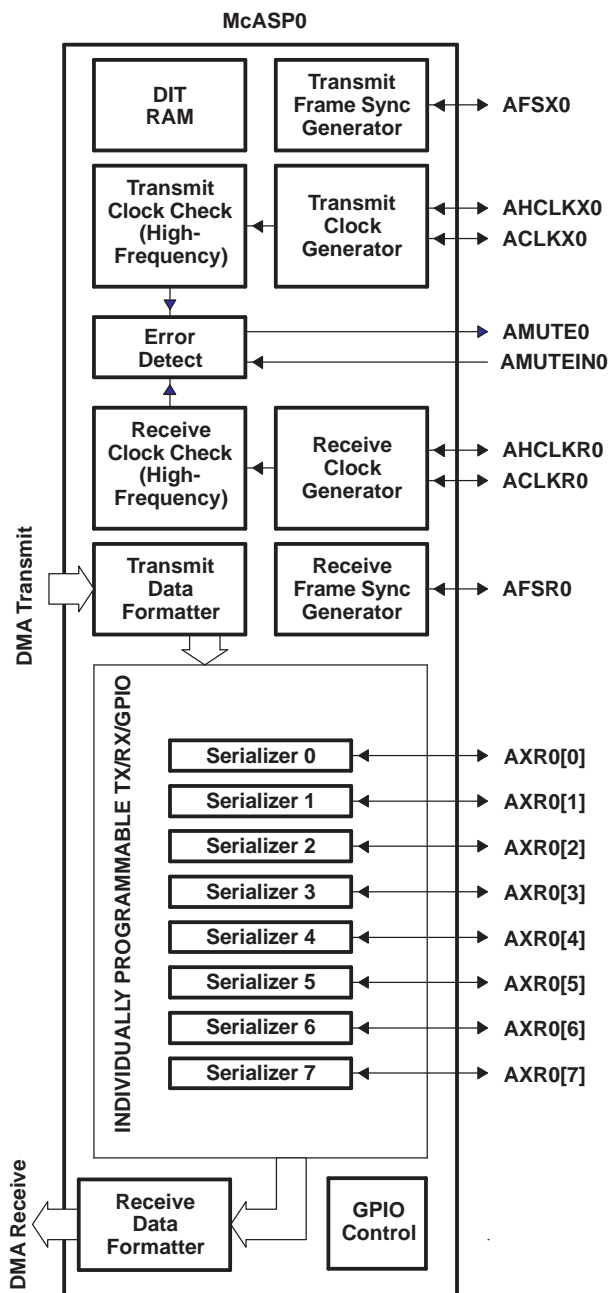 McASP0
DIT
RAM
Transmit
Frame Sync
Generator
AFSX0
Transmit
Clock Check
(High-
Frequency)
Transmit
Clock
Generator
AHCLKX0
ACLKX0
Error
Detect
AMUTE0
AMUTEIN0
Receive
Clock Check
(High-
Frequency)
Receive
Clock
Generator
AHCLKR0
ACLKR0
DMA Transmit
Transmit
Data
Formatter
Receive
Frame Sync
Generator
AFSR0
INDIVIDUALLY PROGRAMMABLE TX/RX/GPIO
Serializer 0
AXR0[0]
Serializer 1
AXR0[1]
Serializer 2
AXR0[2]
Serializer 3
AXR0[3]
Serializer 4
AXR0[4]
Serializer 5
AXR0[5]
Serializer 6
AXR0[6]
Serializer 7
AXR0[7]
DMA Receive
Receive
Data
Formatter
GPIO
Control